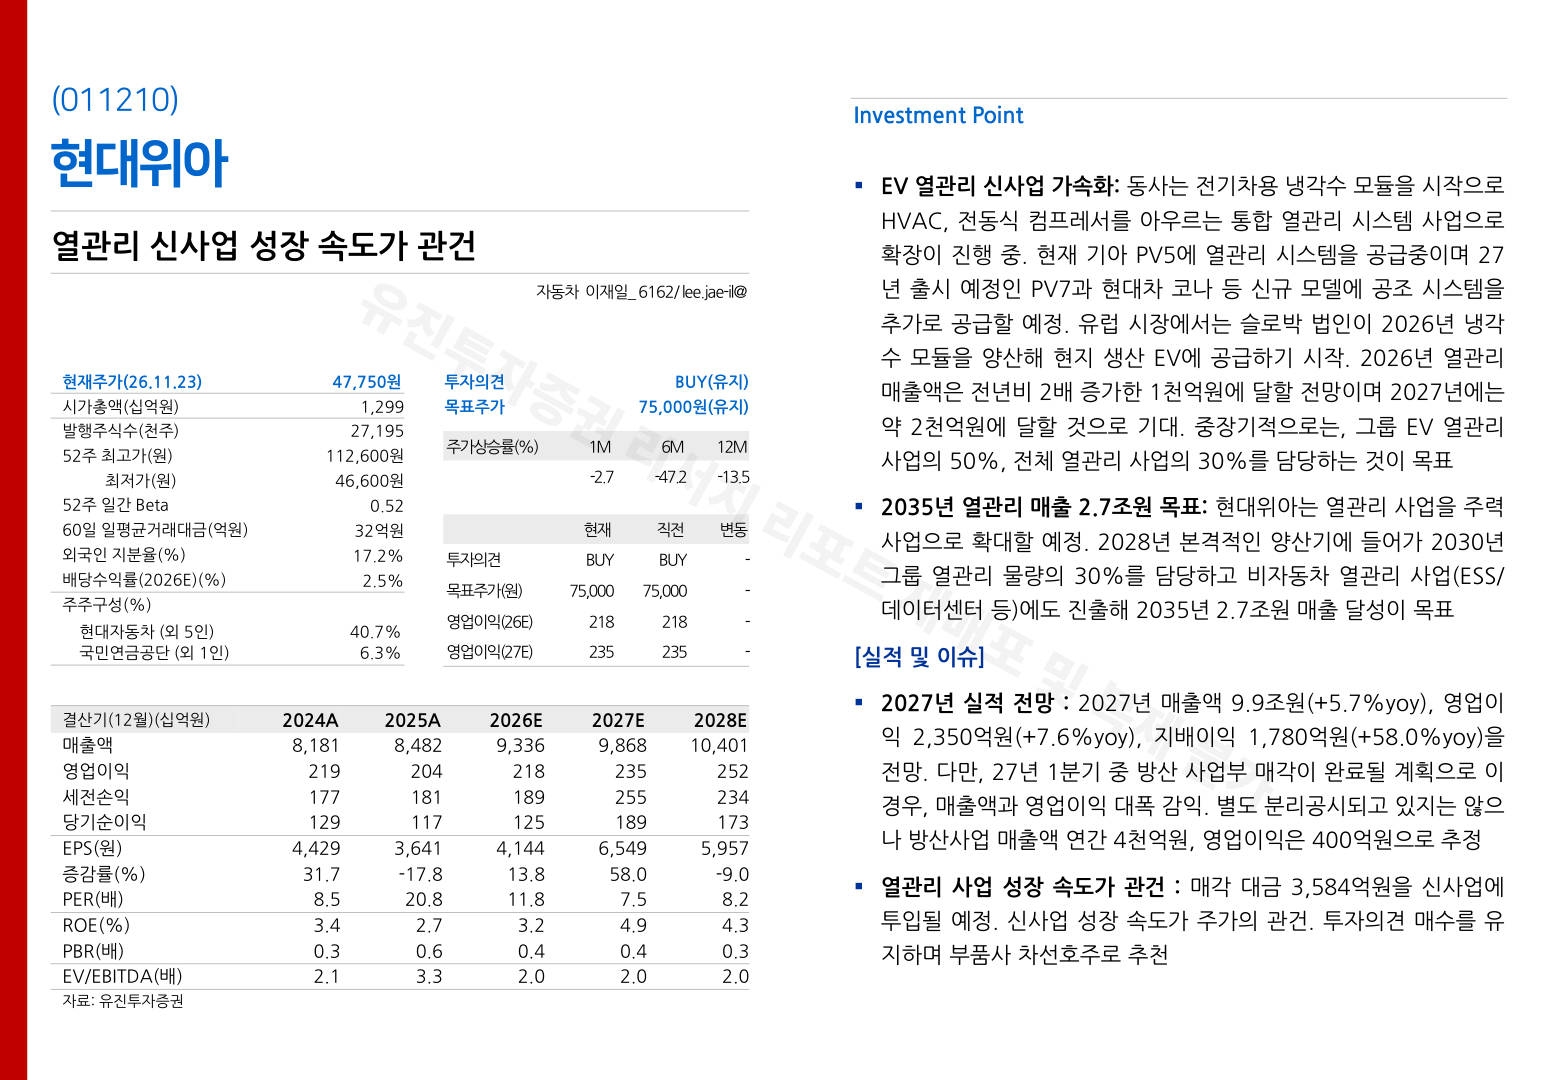 (011210)
현대위아
열관리 신사업 성장 속도가 관건
자동차 이재일_6162/lee.jae-il@
현재주가(26.11.23) 47,750원
시가총액(십억원) 1,299
발행주식수(천주) 27,195
52주 최고가(원) 112,600원
최저가(원) 46,600원
52주 일간 Beta 0.52
60일 일평균거래대금(억원) 32억원
외국인 지분율(%) 17.2%
배당수익률(2026E)(%) 2.5%
주주구성(%)
현대자동차 (외 5인) 40.7%
국민연금공단 (외 1인) 6.3%
투자의견 BUY(유지)
목표주가 75,000원(유지)
주가상승률(%) 1M 6M 12M
-2.7 -47.2 -13.5
현재 직전 변동
투자의견 BUY BUY -
목표주가(원) 75,000 75,000 -
영업이익(26E) 218 218 -
영업이익(27E) 235 235 -
결산기(12월)(십억원) 2024A 2025A 2026E 2027E 2028E
매출액 8,181 8,482 9,336 9,868 10,401
영업이익 219 204 218 235 252
세전손익 177 181 189 255 234
당기순이익 129 117 125 189 173
EPS(원) 4,429 3,641 4,144 6,549 5,957
증감률(%) 31.7 -17.8 13.8 58.0 -9.0
PER(배) 8.5 20.8 11.8 7.5 8.2
ROE(%) 3.4 2.7 3.2 4.9 4.3
PBR(배) 0.3 0.6 0.4 0.4 0.3
EV/EBITDA(배) 2.1 3.3 2.0 2.0 2.0
자료: 유진투자증권
Investment Point
▪ EV 열관리 신사업 가속화: 동사는 전기차용 냉각수 모듈을 시작으로
HVAC, 전동식 컴프레서를 아우르는 통합 열관리 시스템 사업으로
확장이 진행 중. 현재 기아 PV5에 열관리 시스템을 공급중이며 27
년 출시 예정인 PV7과 현대차 코나 등 신규 모델에 공조 시스템을
추가로 공급할 예정. 유럽 시장에서는 슬로박 법인이 2026년 냉각
수 모듈을 양산해 현지 생산 EV에 공급하기 시작. 2026년 열관리
매출액은 전년비 2배 증가한 1천억원에 달할 전망이며 2027년에는
약 2천억원에 달할 것으로 기대. 중장기적으로는, 그룹 EV 열관리
사업의 50%, 전체 열관리 사업의 30%를 담당하는 것이 목표
▪ 2035년 열관리 매출 2.7조원 목표: 현대위아는 열관리 사업을 주력
사업으로 확대할 예정. 2028년 본격적인 양산기에 들어가 2030년
그룹 열관리 물량의 30%를 담당하고 비자동차 열관리 사업(ESS/
데이터센터 등)에도 진출해 2035년 2.7조원 매출 달성이 목표
[실적 및 이슈]
▪ 2027년 실적 전망 : 2027년 매출액 9.9조원(+5.7%yoy), 영업이
익 2,350억원(+7.6%yoy), 지배이익 1,780억원(+58.0%yoy)을
전망. 다만, 27년 1분기 중 방산 사업부 매각이 완료될 계획으로 이
경우, 매출액과 영업이익 대폭 감익. 별도 분리공시되고 있지는 않으
나 방산사업 매출액 연간 4천억원, 영업이익은 400억원으로 추정
▪ 열관리 사업 성장 속도가 관건 : 매각 대금 3,584억원을 신사업에
투입될 예정. 신사업 성장 속도가 주가의 관건. 투자의견 매수를 유
지하며 부품사 차선호주로 추천